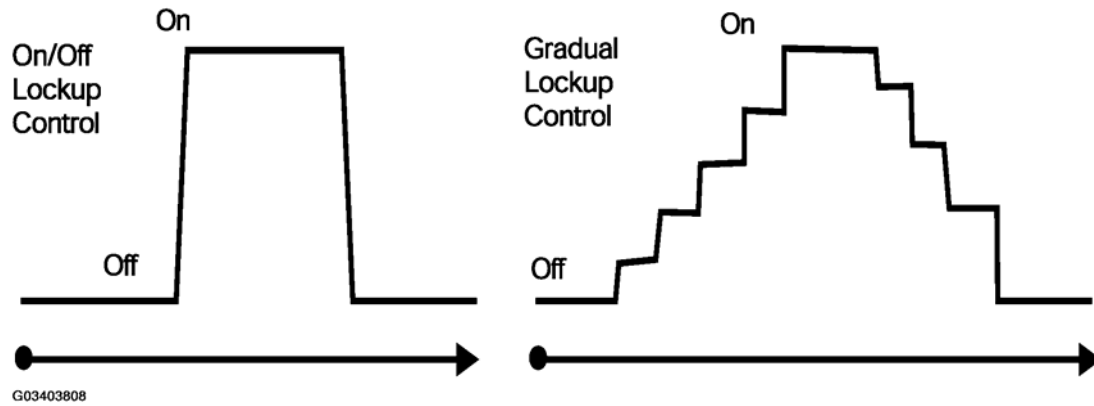 On
On/Off
Lockup
Control
Off
On
Gradual
Lockup
Control
Off
G03403808